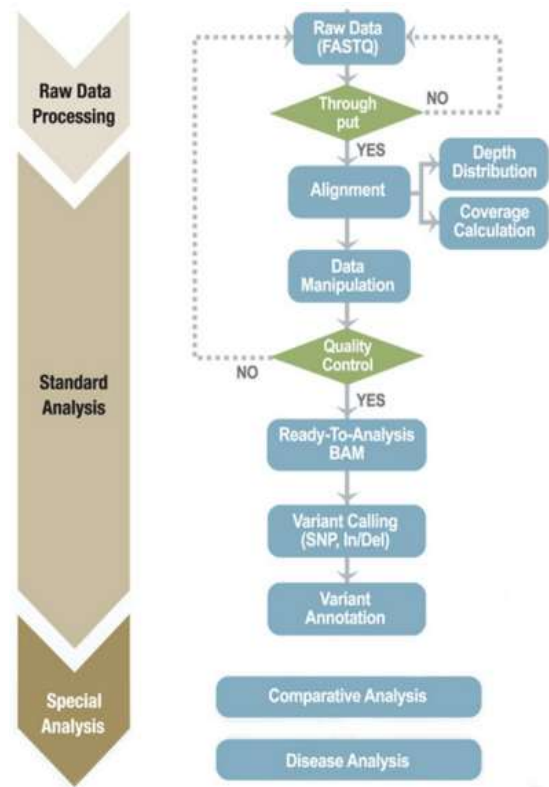 Raw Data
Processing
Standard
Analysis
Special
Analysis
Raw Data
(FASTQ)
Through
put
NO
YES
Alignment
Depth
Distribution
Coverage
Calculation
Data
Manipulation
Quality
Control
NO
YES
Ready-To-Analysis
BAM
Variant Calling
(SNP, In/Del)
Variant
Annotation
Comparative Analysis
Disease Analysis